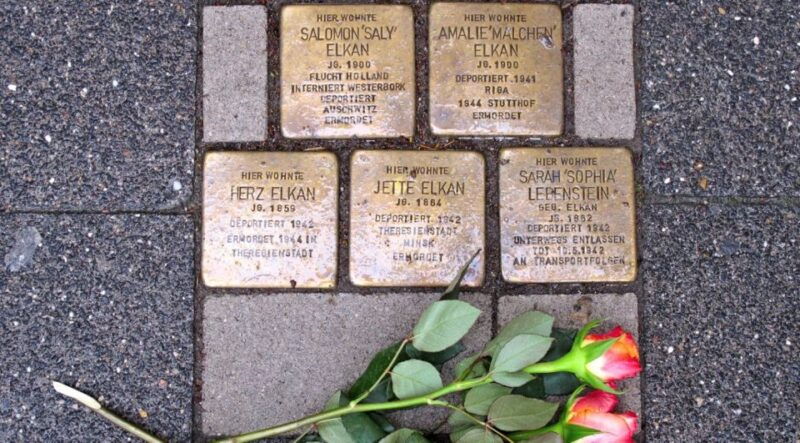 HIER WOHNTE
SALOMON 'SALY'
ELKAN
JG. 1900
FLUCHT HOLLAND
INTERNIERT WESTERBORK
DEPORTIERT
AUSCHWITZ
ERMORDET
HIER WOHNTE
AMALIE 'MALCHEN'
ELKAN
JG. 1900
DEPORTIERT 1941
RIGA
1944 STUTTHOF
ERMORDET
HIER WOHNTE
HERZ ELKAN
JG. 1859
DEPORTIERT 1942
ERMORDET 1944 IN
THERESIENSTADT
HIER WOHNTE
JETTE ELKAN
JG. 1864
DEPORTIERT 1942
THERESIENSTADT
MINSK
ERMORDET
HIER WOHNTE
SARAH 'SOPHIA'
LEBENSTEIN
GEB. ELKAN
JG. 1862
DEPORTIERT 1942
UNTERWEGS ENTLASSEN
TOT 10.5.1942
AN TRANSPORTFOLGEN